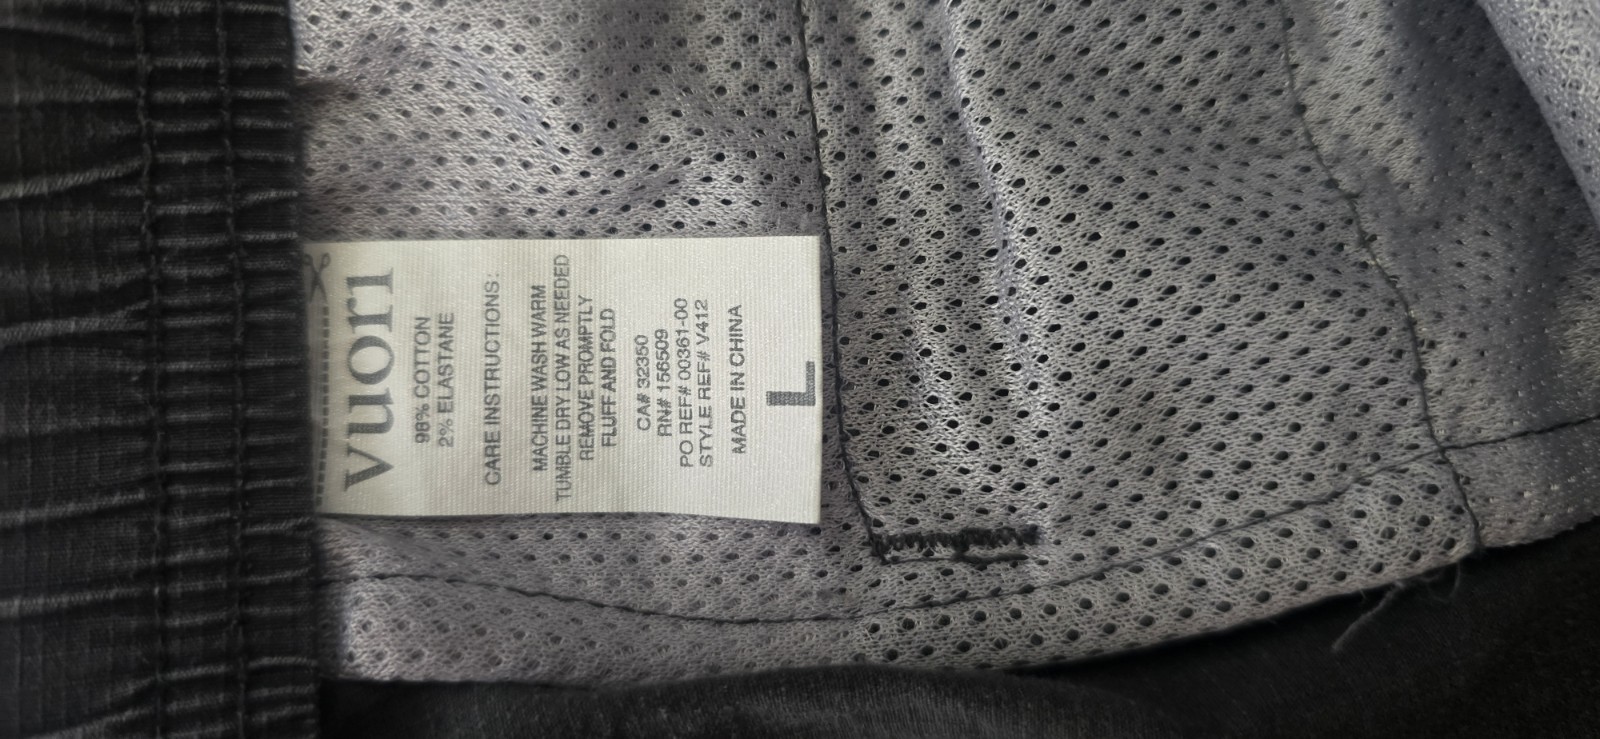 vuori
98% COTTON
2% ELASTANE
CARE INSTRUCTIONS:
MACHINE WASH WARM
TUMBLE DRY LOW AS NEEDED
REMOVE PROMPTLY
FLUFF AND FOLD
CA# 32350
RN# 156509
PO REF# 00361-00
STYLE REF# V412
MADE IN CHINA
L